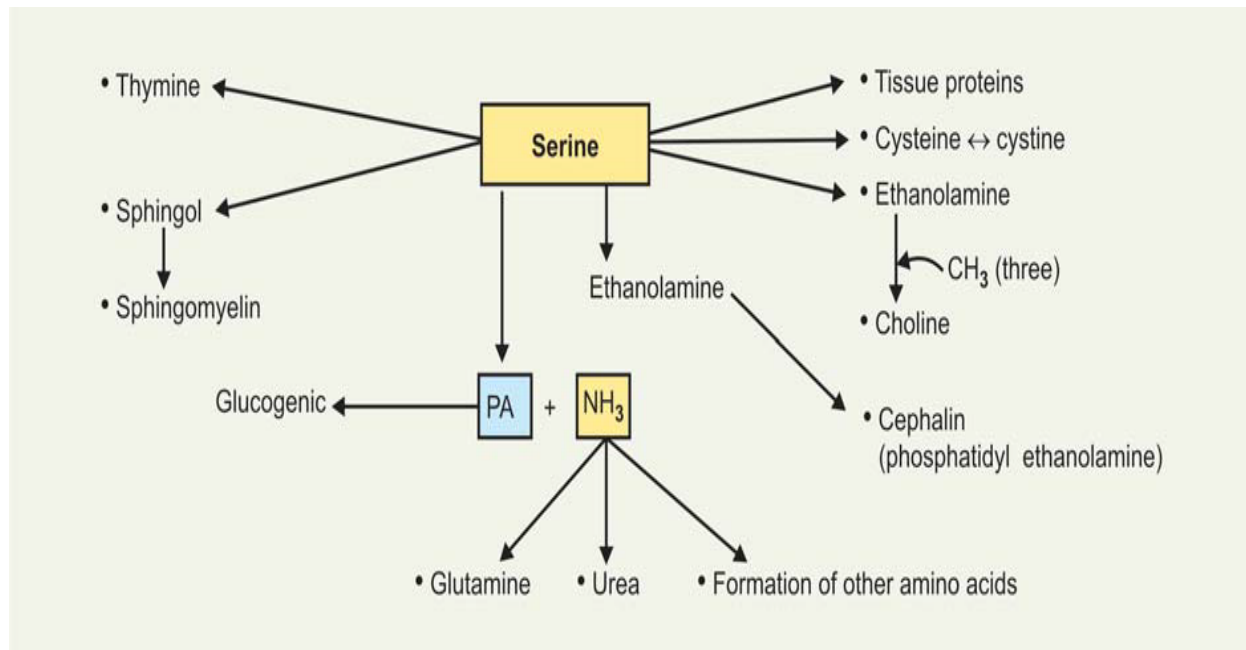 • Thymine
• Tissue proteins
Serine
• Cysteine ↔ cystine
• Ethanolamine
• Sphingol
CH₃ (three)
Ethanolamine
• Sphingomyelin
• Choline
Glucogenic
PA + NH₃
• Cephalin
(phosphatidyl ethanolamine)
• Glutamine
• Urea
• Formation of other amino acids